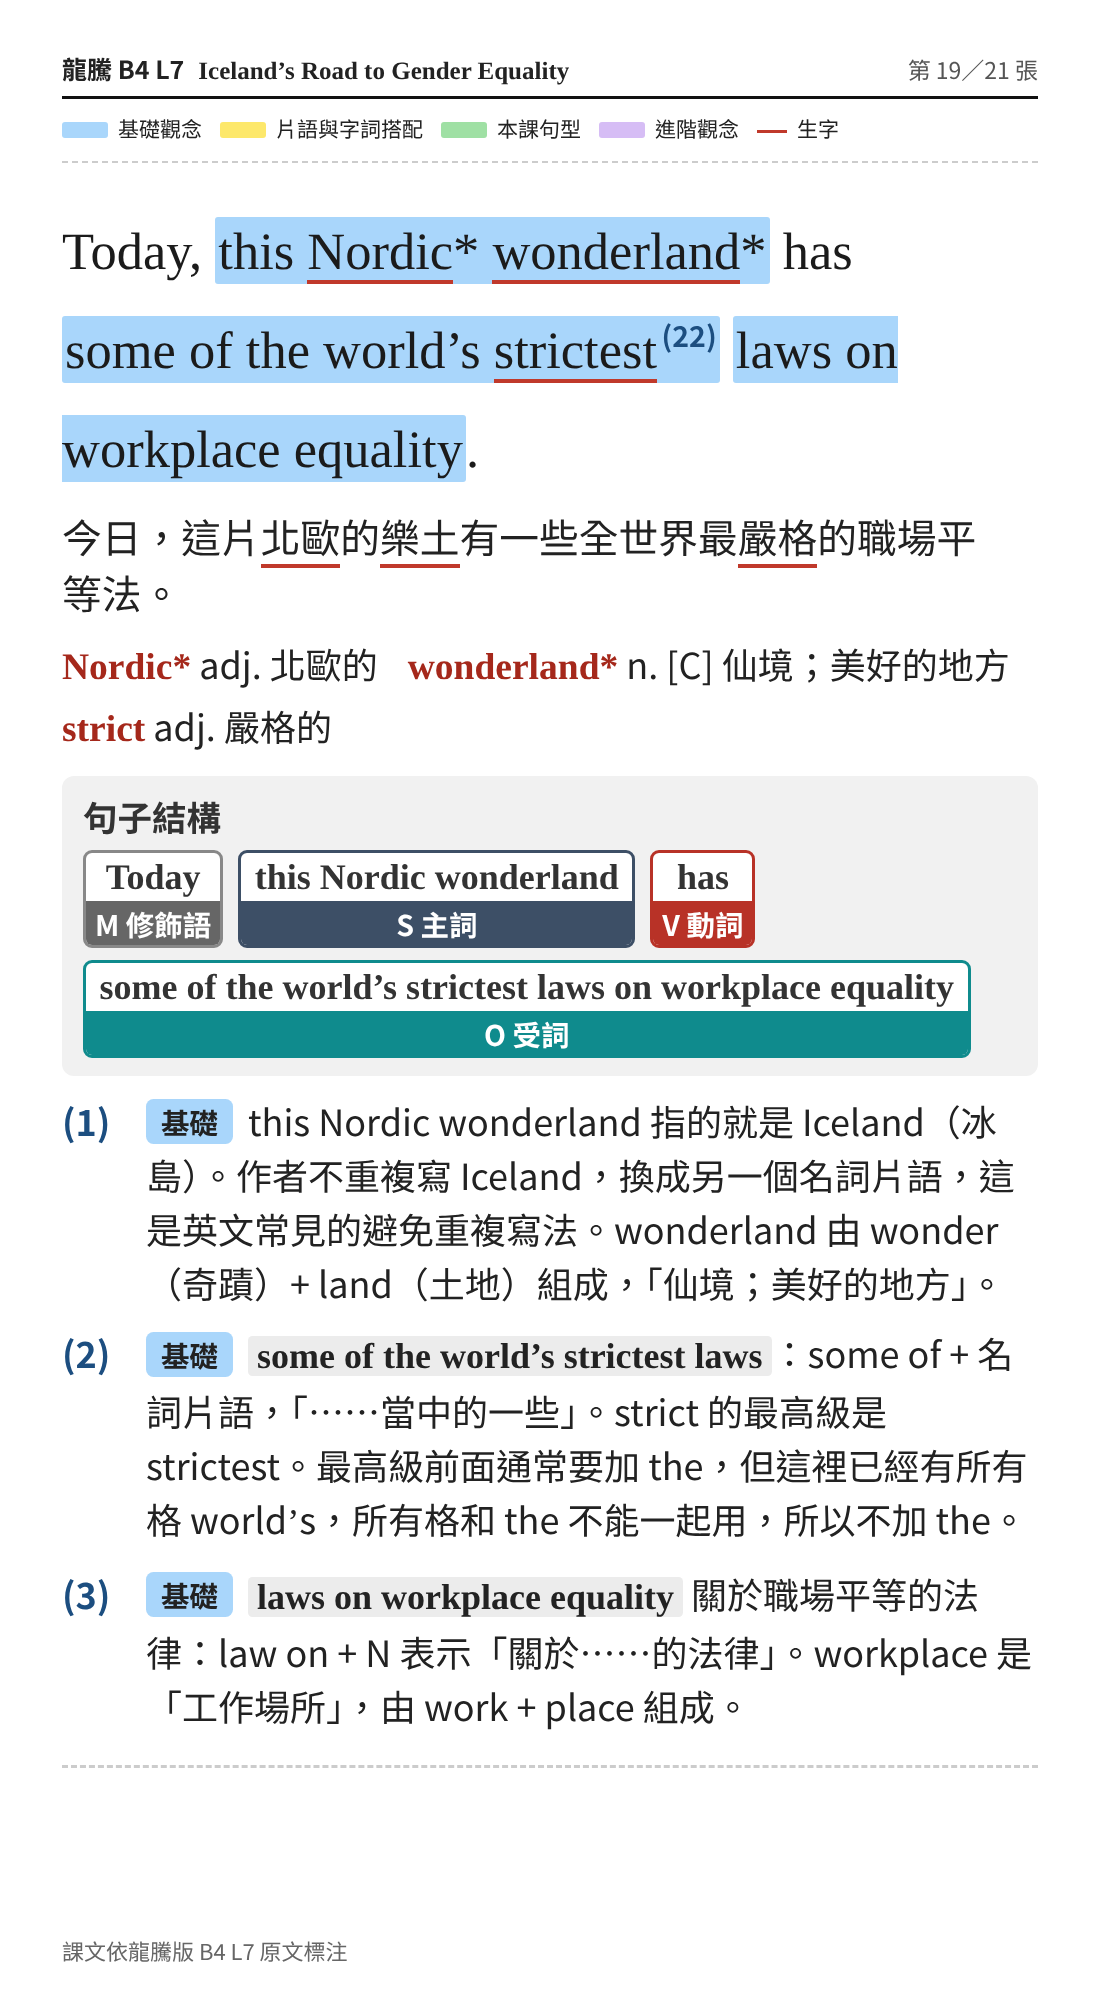 龍騰 B4 L7 Iceland’s Road to Gender Equality 第 19／21 張
基礎觀念 片語與字詞搭配 本課句型 進階觀念 生字
Today, this Nordic* wonderland* has
some of the world’s strictest(22) laws on
workplace equality.
今日，這片北歐的樂土有一些全世界最嚴格的職場平
等法。
Nordic* adj. 北歐的 wonderland* n. [C] 仙境；美好的地方
strict adj. 嚴格的
句子結構
Today this Nordic wonderland has
M 修飾語 S 主詞 V 動詞
some of the world’s strictest laws on workplace equality
O 受詞
(1) 基礎 this Nordic wonderland 指的就是 Iceland（冰
島）。作者不重複寫 Iceland，換成另一個名詞片語，這
是英文常見的避免重複寫法。wonderland 由 wonder
（奇蹟）+ land（土地）組成，「仙境；美好的地方」。
(2) 基礎 some of the world’s strictest laws：some of + 名
詞片語，「……當中的一些」。strict 的最高級是
strictest。最高級前面通常要加 the，但這裡已經有所有
格 world’s，所有格和 the 不能一起用，所以不加 the。
(3) 基礎 laws on workplace equality 關於職場平等的法
律：law on + N 表示「關於……的法律」。workplace 是
「工作場所」，由 work + place 組成。
課文依龍騰版 B4 L7 原文標注